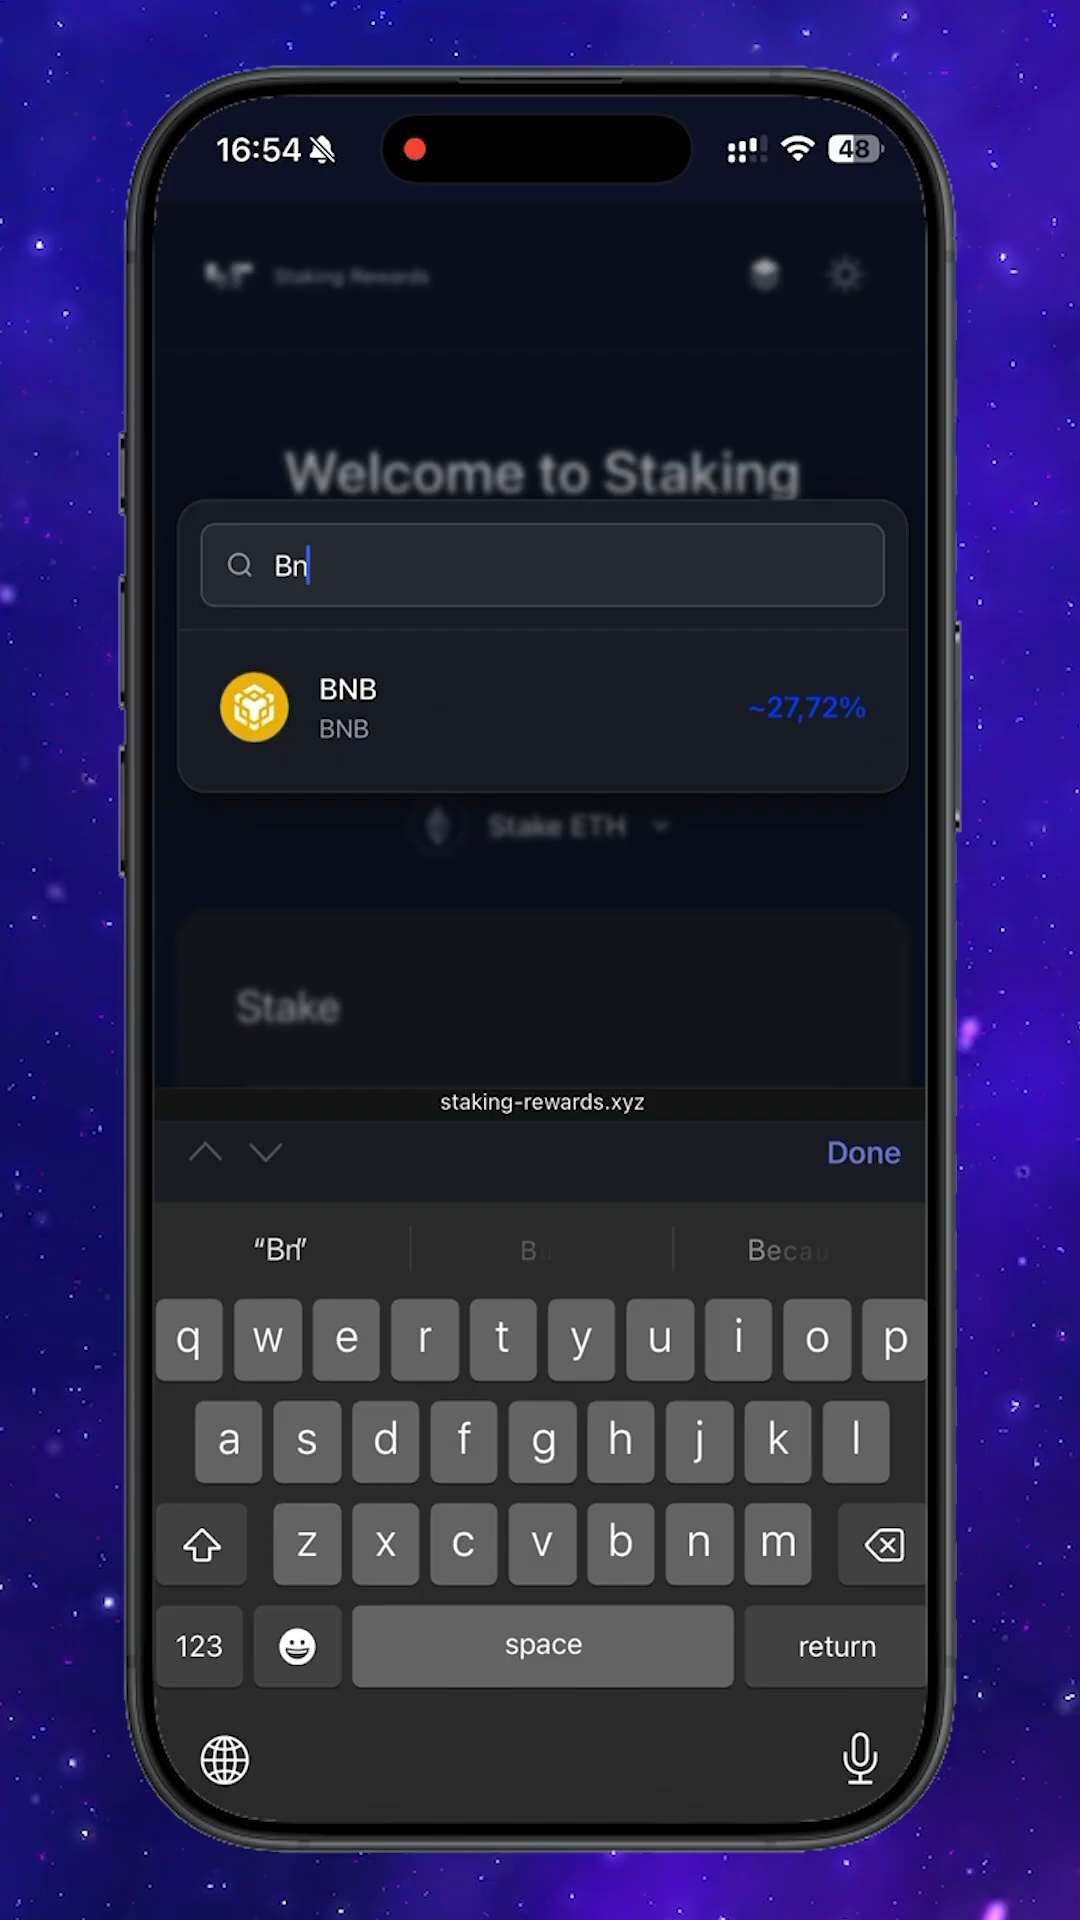 16:54
48
Staking Rewards
Welcome to Staking
Bn
BNB
BNB
~27,72%
Stake ETH
Stake
staking-rewards.xyz
Done
“Bn”
Becau
q w e r t y u i o p
a s d f g h j k l
z x c v b n m
123
space
return